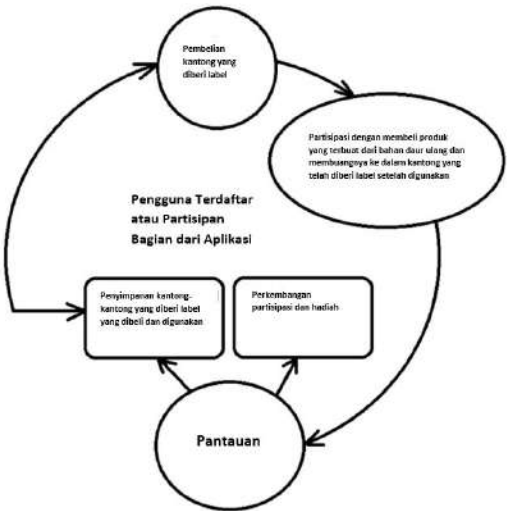 Pembelian
kantong yang
diberi label
Partisipasi dengan membeli produk
yang terbuat dari bahan daur ulang dan
membuangnya ke dalam kantong yang
telah diberi label setelah digunakan
Pengguna Terdaftar
atau Partisipan
Bagian dari Aplikasi
Penyimpanan kantong-
kantong yang diberi label
yang dibeli dan digunakan
Perkembangan
partisipasi dan hadiah
Pantauan